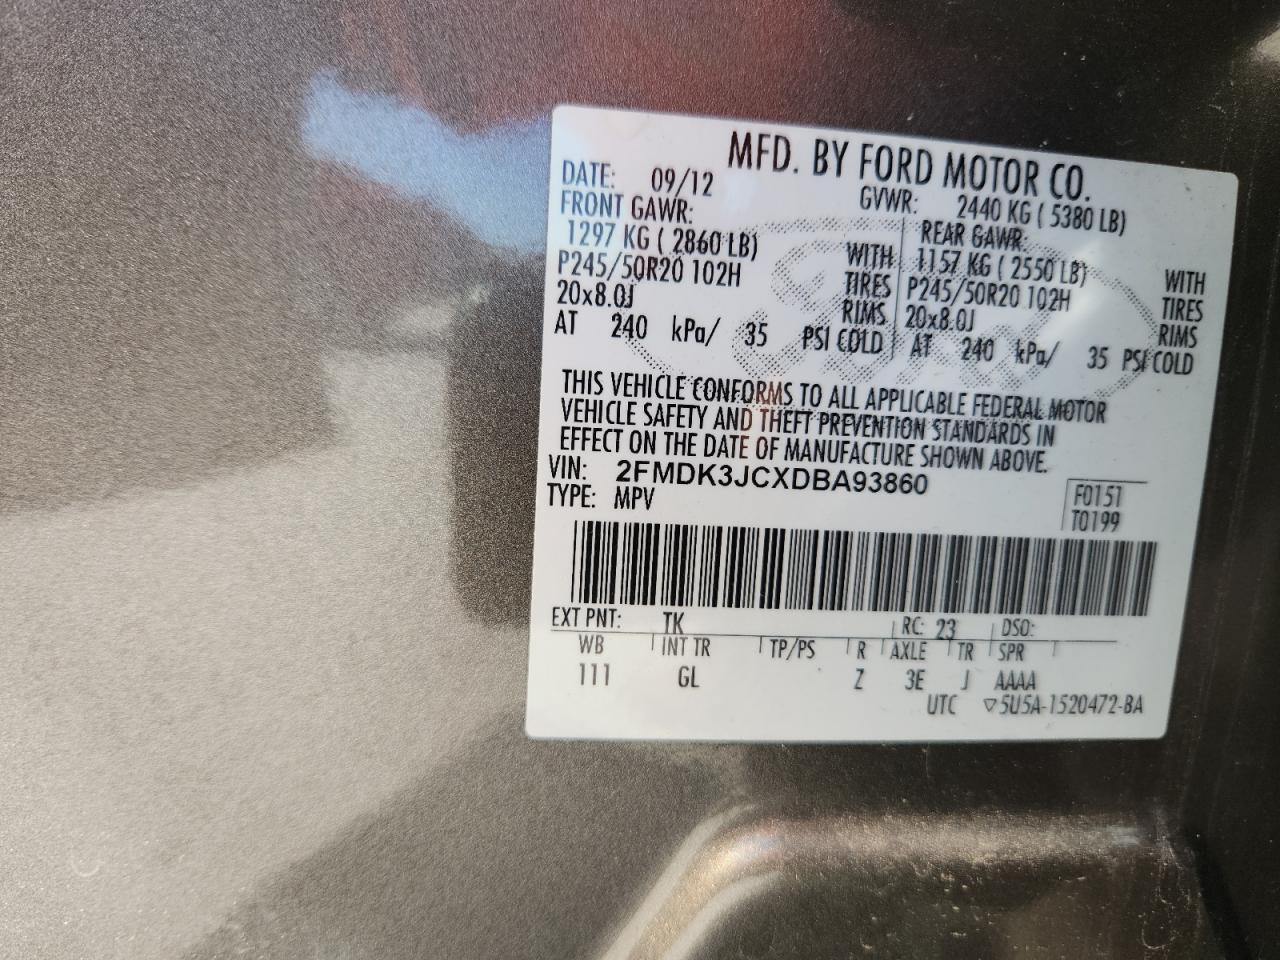 MFD. BY FORD MOTOR CO.
DATE: 09/12 GVWR: 2440 KG ( 5380 LB)
FRONT GAWR: REAR GAWR:
1297 KG ( 2860 LB) WITH 1157 KG ( 2550 LB) WITH
P245/50R20 102H TIRES P245/50R20 102H TIRES
20x8.0J RIMS 20x8.0J RIMS
AT 240 kPa/ 35 PSI COLD AT 240 kPa/ 35 PSI COLD
THIS VEHICLE CONFORMS TO ALL APPLICABLE FEDERAL MOTOR
VEHICLE SAFETY AND THEFT PREVENTION STANDARDS IN
EFFECT ON THE DATE OF MANUFACTURE SHOWN ABOVE.
VIN: 2FMDK3JCXDBA93860
TYPE: MPV
F0151
T0199
EXT PNT: TK RC: 23 DSO:
WB INT TR TP/PS R AXLE TR SPR
111 GL Z 3E J AAAA
UTC ▽5U5A-1520472-BA